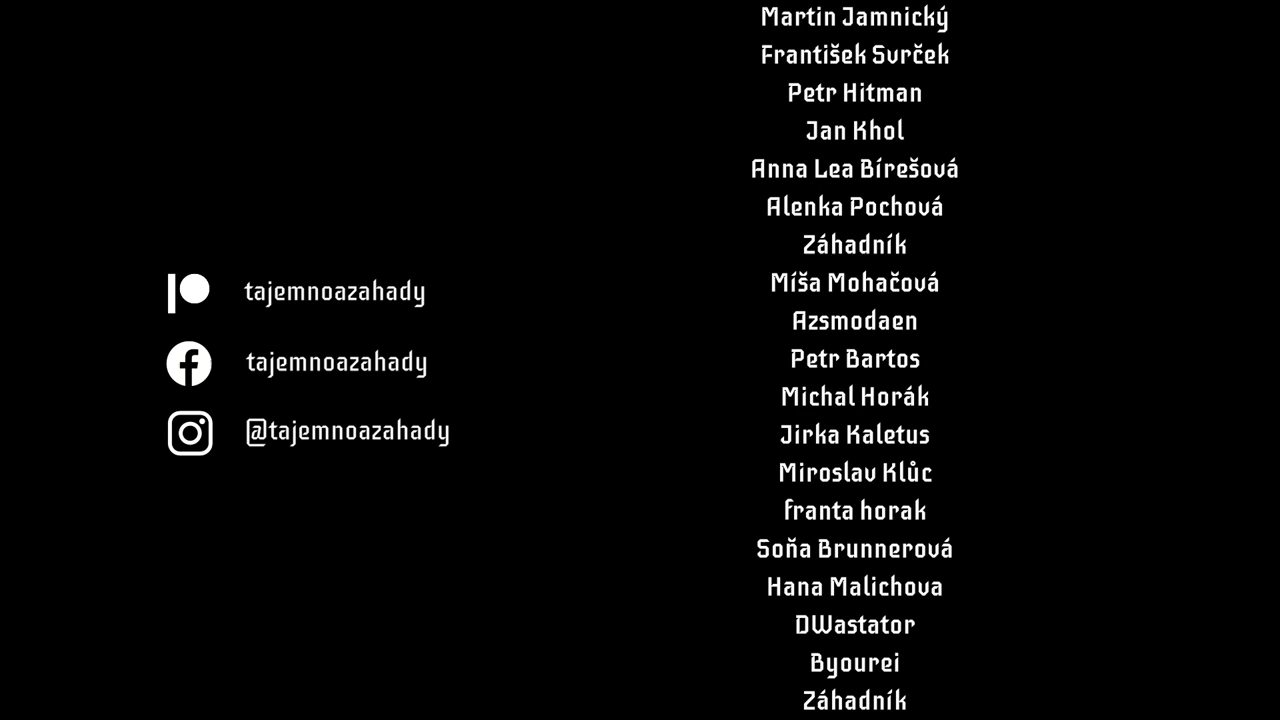 tajemnoazahady
tajemnoazahady
@tajemnoazahady
Martin Jamnický
František Svrček
Petr Hitman
Jan Khol
Anna Lea Bírešová
Alenka Pochová
Záhadník
Míša Mohačová
Azsmodaen
Petr Bartos
Michal Horák
Jirka Kaletus
Miroslav Klůc
franta horak
Soňa Brunnerová
Hana Malichova
DWastator
Byourei
Záhadník